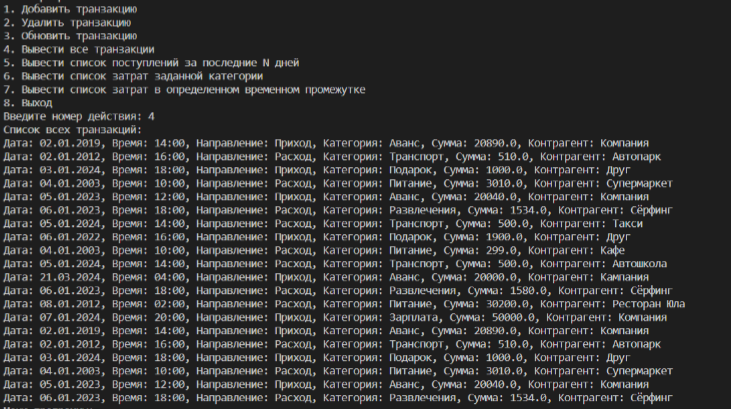 1. Добавить транзакцию
2. Удалить транзакцию
3. Обновить транзакцию
4. Вывести все транзакции
5. Вывести список поступлений за последние N дней
6. Вывести список затрат заданной категории
7. Вывести список затрат в определенном временном промежутке
8. Выход
Введите номер действия: 4
Список всех транзакций:
Дата: 02.01.2019, Время: 14:00, Направление: Приход, Категория: Аванс, Сумма: 20890.0, Контрагент: Компания
Дата: 02.01.2012, Время: 16:00, Направление: Расход, Категория: Транспорт, Сумма: 510.0, Контрагент: Автопарк
Дата: 03.01.2024, Время: 18:00, Направление: Приход, Категория: Подарок, Сумма: 1000.0, Контрагент: Друг
Дата: 04.01.2003, Время: 10:00, Направление: Расход, Категория: Питание, Сумма: 3010.0, Контрагент: Супермаркет
Дата: 05.01.2023, Время: 12:00, Направление: Приход, Категория: Аванс, Сумма: 20040.0, Контрагент: Компания
Дата: 06.01.2023, Время: 18:00, Направление: Расход, Категория: Развлечения, Сумма: 1534.0, Контрагент: Сёрфинг
Дата: 05.01.2024, Время: 14:00, Направление: Расход, Категория: Транспорт, Сумма: 500.0, Контрагент: Такси
Дата: 06.01.2022, Время: 16:00, Направление: Расход, Категория: Подарок, Сумма: 1900.0, Контрагент: Друг
Дата: 04.01.2003, Время: 10:00, Направление: Расход, Категория: Питание, Сумма: 299.0, Контрагент: Кафе
Дата: 05.01.2024, Время: 14:00, Направление: Расход, Категория: Транспорт, Сумма: 500.0, Контрагент: Автошкола
Дата: 21.03.2024, Время: 04:00, Направление: Приход, Категория: Аванс, Сумма: 20000.0, Контрагент: Кампания
Дата: 06.01.2023, Время: 18:00, Направление: Расход, Категория: Развлечения, Сумма: 1580.0, Контрагент: Сёрфинг
Дата: 08.01.2012, Время: 02:00, Направление: Расход, Категория: Питание, Сумма: 30200.0, Контрагент: Ресторан Юла
Дата: 07.01.2024, Время: 20:00, Направление: Приход, Категория: Зарплата, Сумма: 50000.0, Контрагент: Компания
Дата: 02.01.2019, Время: 14:00, Направление: Приход, Категория: Аванс, Сумма: 20890.0, Контрагент: Компания
Дата: 02.01.2012, Время: 16:00, Направление: Расход, Категория: Транспорт, Сумма: 510.0, Контрагент: Автопарк
Дата: 03.01.2024, Время: 18:00, Направление: Приход, Категория: Подарок, Сумма: 1000.0, Контрагент: Друг
Дата: 04.01.2003, Время: 10:00, Направление: Расход, Категория: Питание, Сумма: 3010.0, Контрагент: Супермаркет
Дата: 05.01.2023, Время: 12:00, Направление: Приход, Категория: Аванс, Сумма: 20040.0, Контрагент: Компания
Дата: 06.01.2023, Время: 18:00, Направление: Расход, Категория: Развлечения, Сумма: 1534.0, Контрагент: Сёрфинг